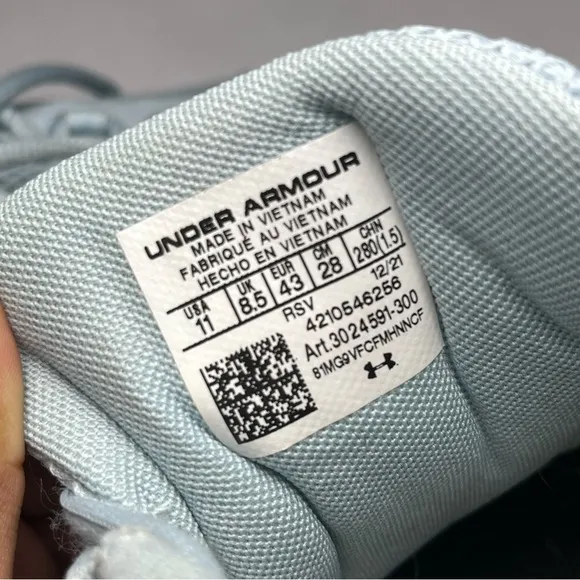 UNDER ARMOUR
MADE IN VIETNAM
FABRIQUÉ AU VIETNAM
HECHO EN VIETNAM
USA UK EUR CM CHN
11 8.5 43 28 280(1.5)
RSV 12/21
4210546256
Art.3024591-300
81MG9VFCFMHNNCF